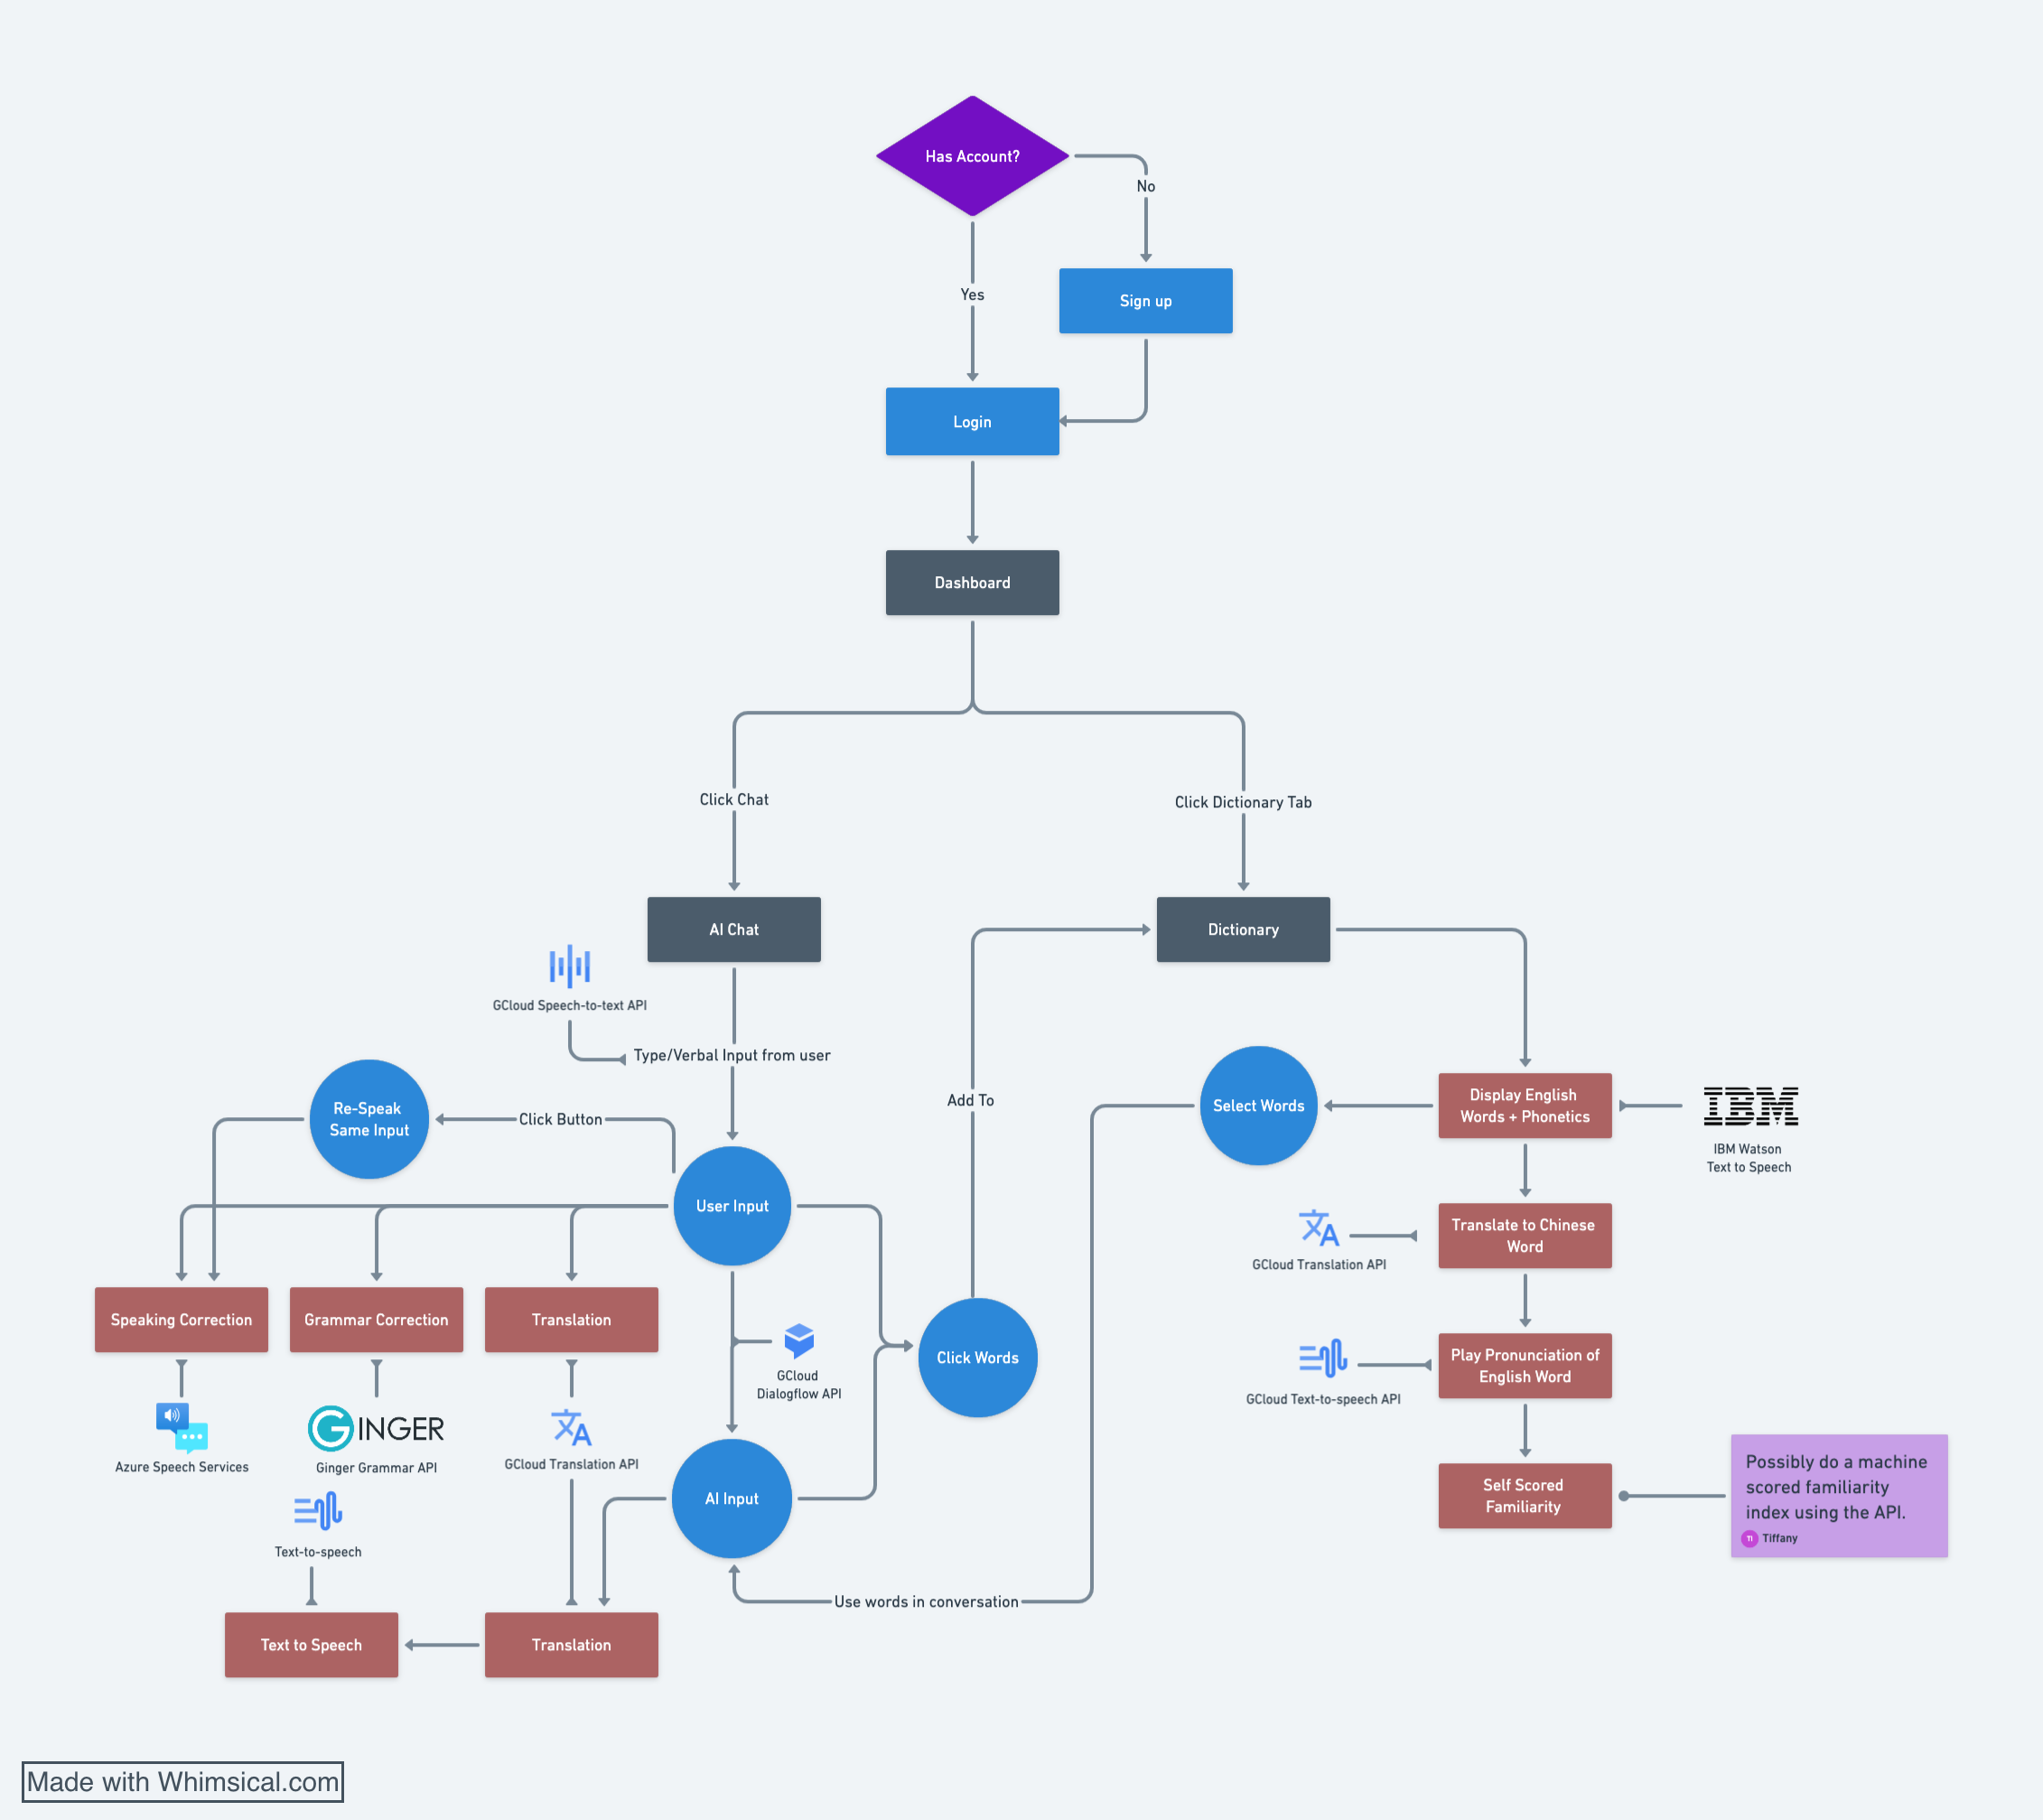 Has Account?
No
Yes
Sign up
Login
Dashboard
Click Chat
Click Dictionary Tab
AI Chat
Dictionary
GCloud Speech-to-text API
Type/Verbal Input from user
Re-Speak
Same Input
Click Button
Add To
Select Words
Display English
Words + Phonetics
IBM
IBM Watson
Text to Speech
User Input
Translate to Chinese
Word
GCloud Translation API
Speaking Correction
Grammar Correction
Translation
GCloud
Dialogflow API
Click Words
Play Pronunciation of
English Word
GCloud Text-to-speech API
GINGER
Azure Speech Services
Ginger Grammar API
GCloud Translation API
AI Input
Self Scored
Familiarity
Possibly do a machine
scored familiarity
index using the API.
TI Tiffany
Text-to-speech
Use words in conversation
Text to Speech
Translation
Made with Whimsical.com